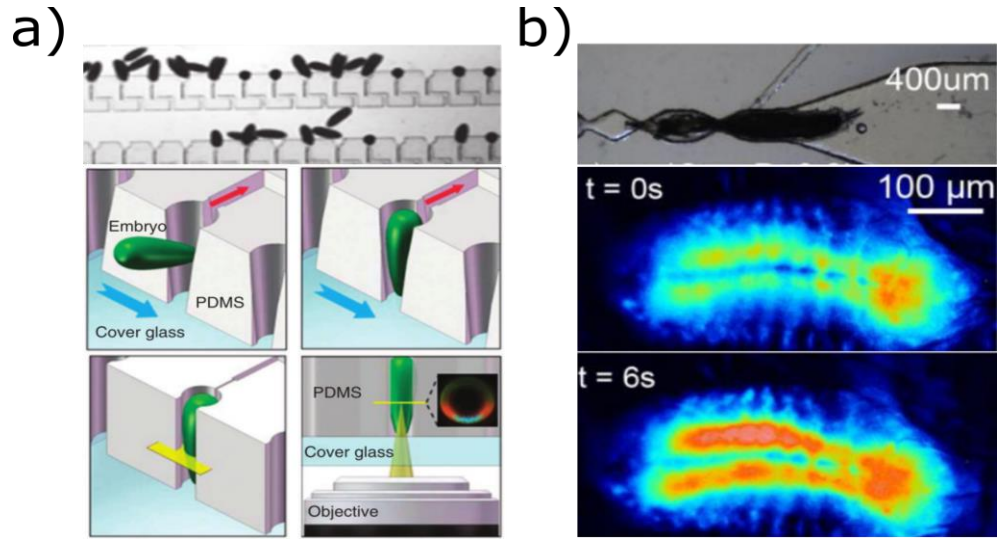 a)
b)
400um
Embryo
PDMS
Cover glass
PDMS
Cover glass
Objective
t = 0s
100 µm
t = 6s